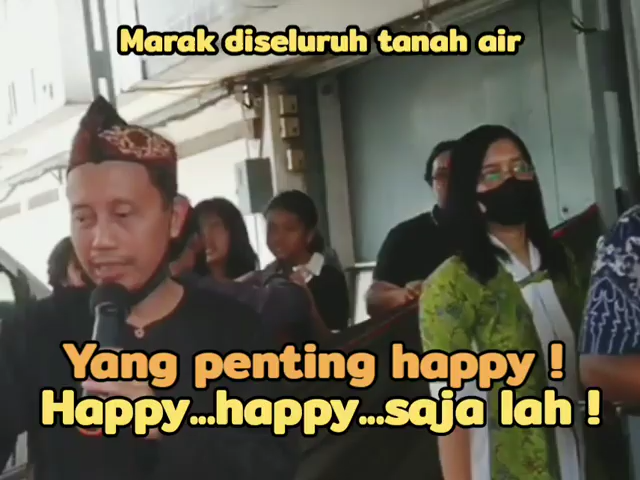 Marak diseluruh tanah air
Yang penting happy !
Happy...happy...saja lah !